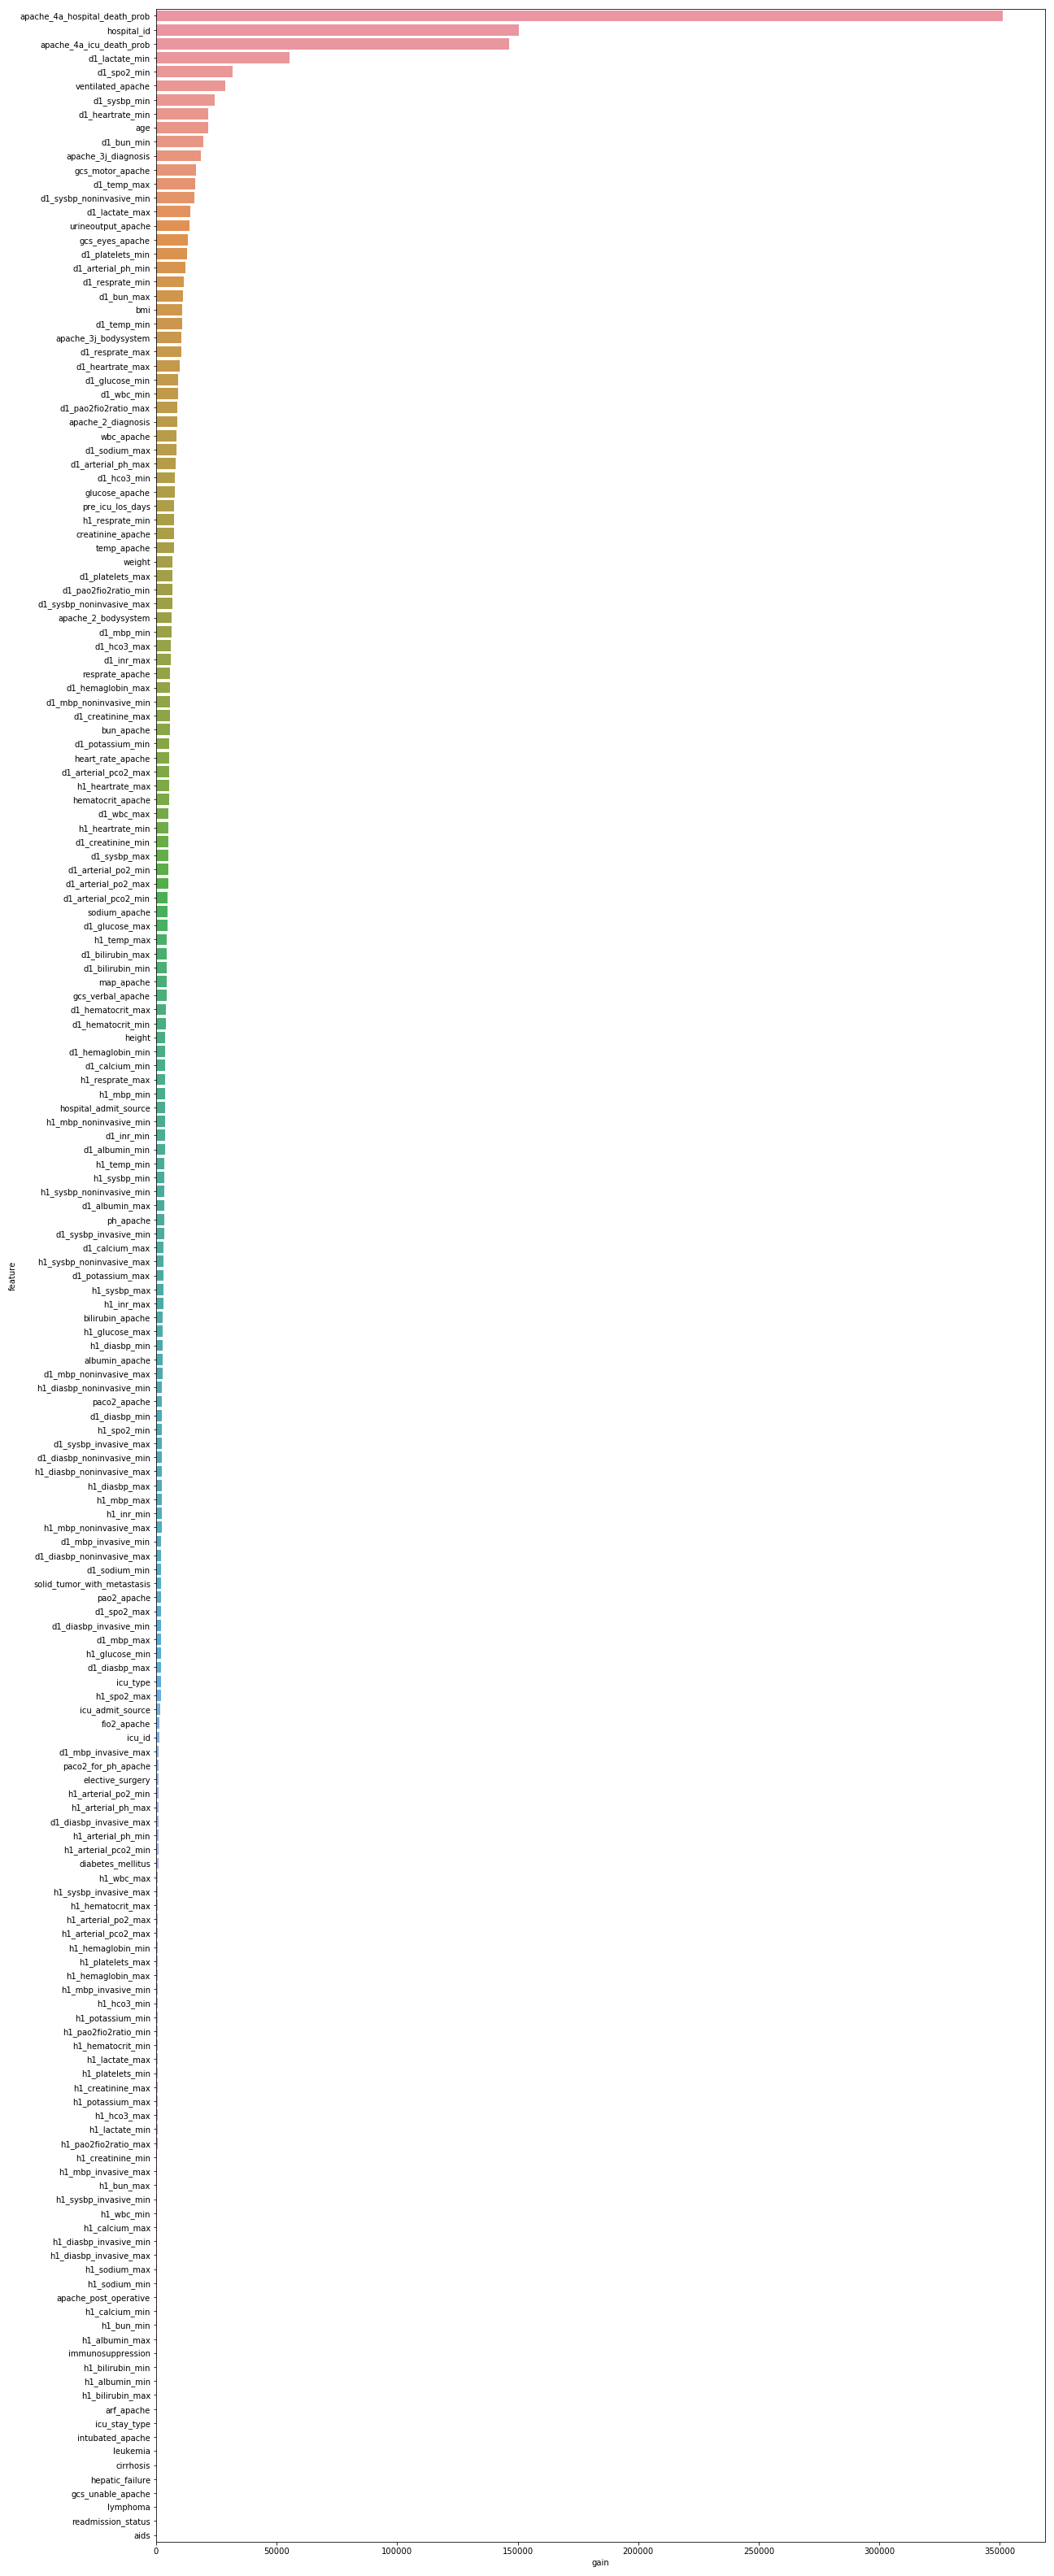 apache_4a_hospital_death_prob
hospital_id
apache_4a_icu_death_prob
d1_lactate_min
d1_spo2_min
ventilated_apache
d1_sysbp_min
d1_heartrate_min
age
d1_bun_min
apache_3j_diagnosis
gcs_motor_apache
d1_temp_max
d1_sysbp_noninvasive_min
d1_lactate_max
urineoutput_apache
gcs_eyes_apache
d1_platelets_min
d1_arterial_ph_min
d1_resprate_min
d1_bun_max
bmi
d1_temp_min
apache_3j_bodysystem
d1_resprate_max
d1_heartrate_max
d1_glucose_min
d1_wbc_min
d1_pao2fio2ratio_max
apache_2_diagnosis
wbc_apache
d1_sodium_max
d1_arterial_ph_max
d1_hco3_min
glucose_apache
pre_icu_los_days
h1_resprate_min
creatinine_apache
temp_apache
weight
d1_platelets_max
d1_pao2fio2ratio_min
d1_sysbp_noninvasive_max
apache_2_bodysystem
d1_mbp_min
d1_hco3_max
d1_inr_max
resprate_apache
d1_hemaglobin_max
d1_mbp_noninvasive_min
d1_creatinine_max
bun_apache
d1_potassium_min
heart_rate_apache
d1_arterial_pco2_max
h1_heartrate_max
hematocrit_apache
d1_wbc_max
h1_heartrate_min
d1_creatinine_min
d1_sysbp_max
d1_arterial_po2_min
d1_arterial_po2_max
d1_arterial_pco2_min
sodium_apache
d1_glucose_max
h1_temp_max
d1_bilirubin_max
d1_bilirubin_min
map_apache
gcs_verbal_apache
d1_hematocrit_max
d1_hematocrit_min
height
d1_hemaglobin_min
d1_calcium_min
h1_resprate_max
h1_mbp_min
hospital_admit_source
h1_mbp_noninvasive_min
d1_inr_min
d1_albumin_min
h1_temp_min
h1_sysbp_min
h1_sysbp_noninvasive_min
d1_albumin_max
ph_apache
d1_sysbp_invasive_min
d1_calcium_max
h1_sysbp_noninvasive_max
d1_potassium_max
h1_sysbp_max
h1_inr_max
bilirubin_apache
h1_glucose_max
h1_diasbp_min
albumin_apache
d1_mbp_noninvasive_max
h1_diasbp_noninvasive_min
paco2_apache
d1_diasbp_min
h1_spo2_min
d1_sysbp_invasive_max
d1_diasbp_noninvasive_min
h1_diasbp_noninvasive_max
h1_diasbp_max
h1_mbp_max
h1_inr_min
h1_mbp_noninvasive_max
d1_mbp_invasive_min
d1_diasbp_noninvasive_max
d1_sodium_min
solid_tumor_with_metastasis
pao2_apache
d1_spo2_max
d1_diasbp_invasive_min
d1_mbp_max
h1_glucose_min
d1_diasbp_max
icu_type
h1_spo2_max
icu_admit_source
fio2_apache
icu_id
d1_mbp_invasive_max
paco2_for_ph_apache
elective_surgery
h1_arterial_po2_min
h1_arterial_ph_max
d1_diasbp_invasive_max
h1_arterial_ph_min
h1_arterial_pco2_min
diabetes_mellitus
h1_wbc_max
h1_sysbp_invasive_max
h1_hematocrit_max
h1_arterial_po2_max
h1_arterial_pco2_max
h1_hemaglobin_min
h1_platelets_max
h1_hemaglobin_max
h1_mbp_invasive_min
h1_hco3_min
h1_potassium_min
h1_pao2fio2ratio_min
h1_hematocrit_min
h1_lactate_max
h1_platelets_min
h1_creatinine_max
h1_potassium_max
h1_hco3_max
h1_lactate_min
h1_pao2fio2ratio_max
h1_creatinine_min
h1_mbp_invasive_max
h1_bun_max
h1_sysbp_invasive_min
h1_wbc_min
h1_calcium_max
h1_diasbp_invasive_min
h1_diasbp_invasive_max
h1_sodium_max
h1_sodium_min
apache_post_operative
h1_calcium_min
h1_bun_min
h1_albumin_max
immunosuppression
h1_bilirubin_min
h1_albumin_min
h1_bilirubin_max
arf_apache
icu_stay_type
intubated_apache
leukemia
cirrhosis
hepatic_failure
gcs_unable_apache
lymphoma
readmission_status
aids
feature
0 50000 100000 150000 200000 250000 300000 350000
gain